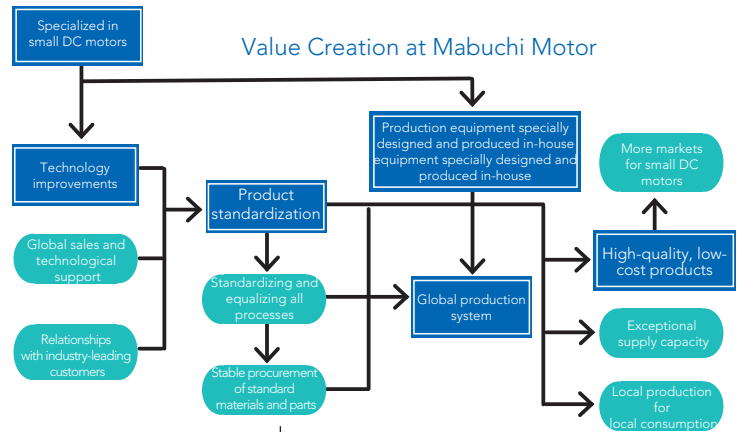 Specialized in
small DC motors
Value Creation at Mabuchi Motor
Production equipment specially
designed and produced in-house
equipment specially designed and
produced in-house
More markets
for small DC
motors
Technology
improvements
Product
standardization
Global sales and
technological
support
High-quality, low-
cost products
Standardizing and
equalizing all
processes
Global production
system
Exceptional
supply capacity
Relationships
with industry-leading
customers
Stable procurement
of standard
materials and parts
Local production
for
local consumption